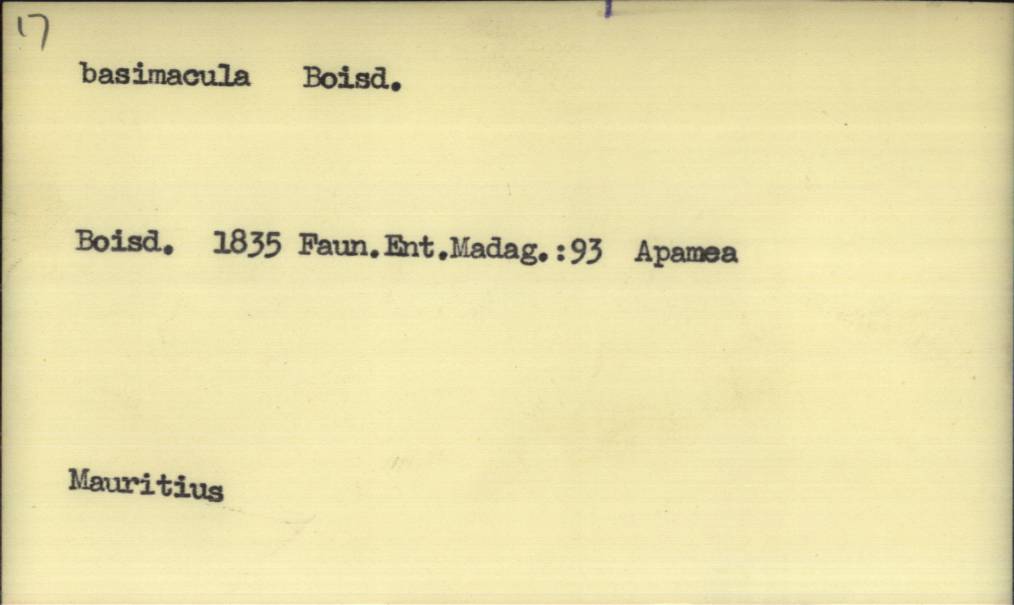 17
basimacula Boisd.
Boisd. 1835 Faun.Ent.Madag.:93 Apamea
Mauritius